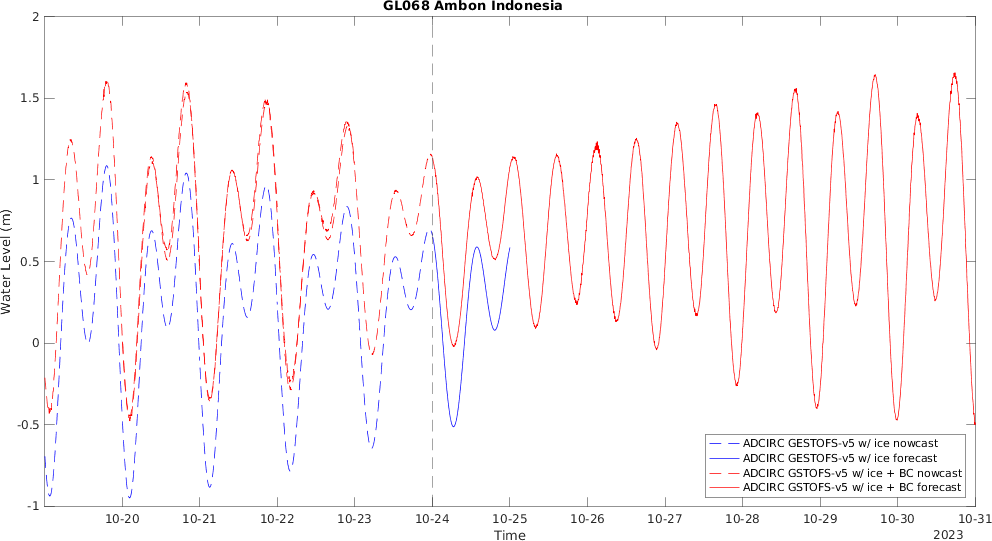 GL068 Ambon Indonesia
2
1.5
1
0.5
0
-0.5
-1
Water Level (m)
ADCIRC GESTOFS-v5 w/ ice nowcast
ADCIRC GESTOFS-v5 w/ ice forecast
ADCIRC GSTOFS-v5 w/ ice + BC nowcast
ADCIRC GSTOFS-v5 w/ ice + BC forecast
10-20 10-21 10-22 10-23 10-24 10-25 10-26 10-27 10-28 10-29 10-30 10-31
Time
2023